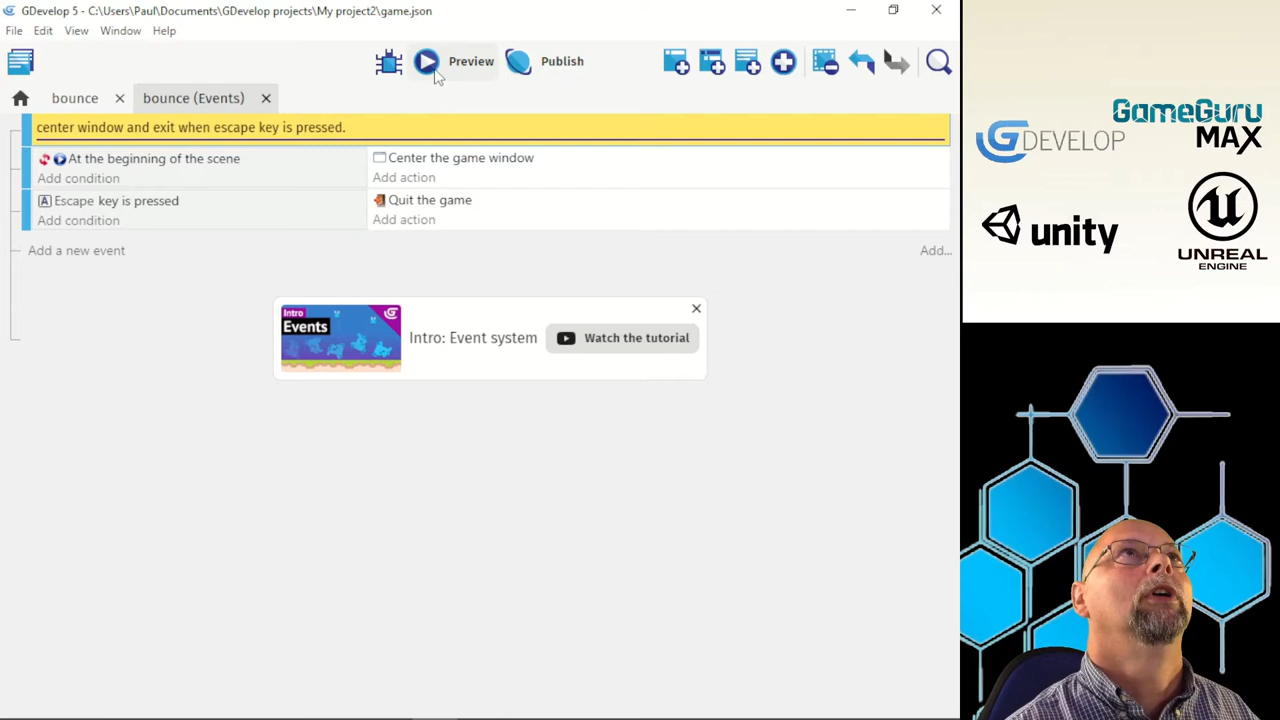 GDevelop 5 - C:\Users\Paul\Documents\GDevelop projects\My project2\game.json
File Edit View Window Help
Preview Publish
bounce × bounce (Events) ×
center window and exit when escape key is pressed.
At the beginning of the scene Center the game window
Add condition Add action
Escape key is pressed Quit the game
Add condition Add action
Add a new event Add...
Intro
Events
Intro: Event system Watch the tutorial
GameGuru
MAX
GDEVELOP
unity
UNREAL
ENGINE